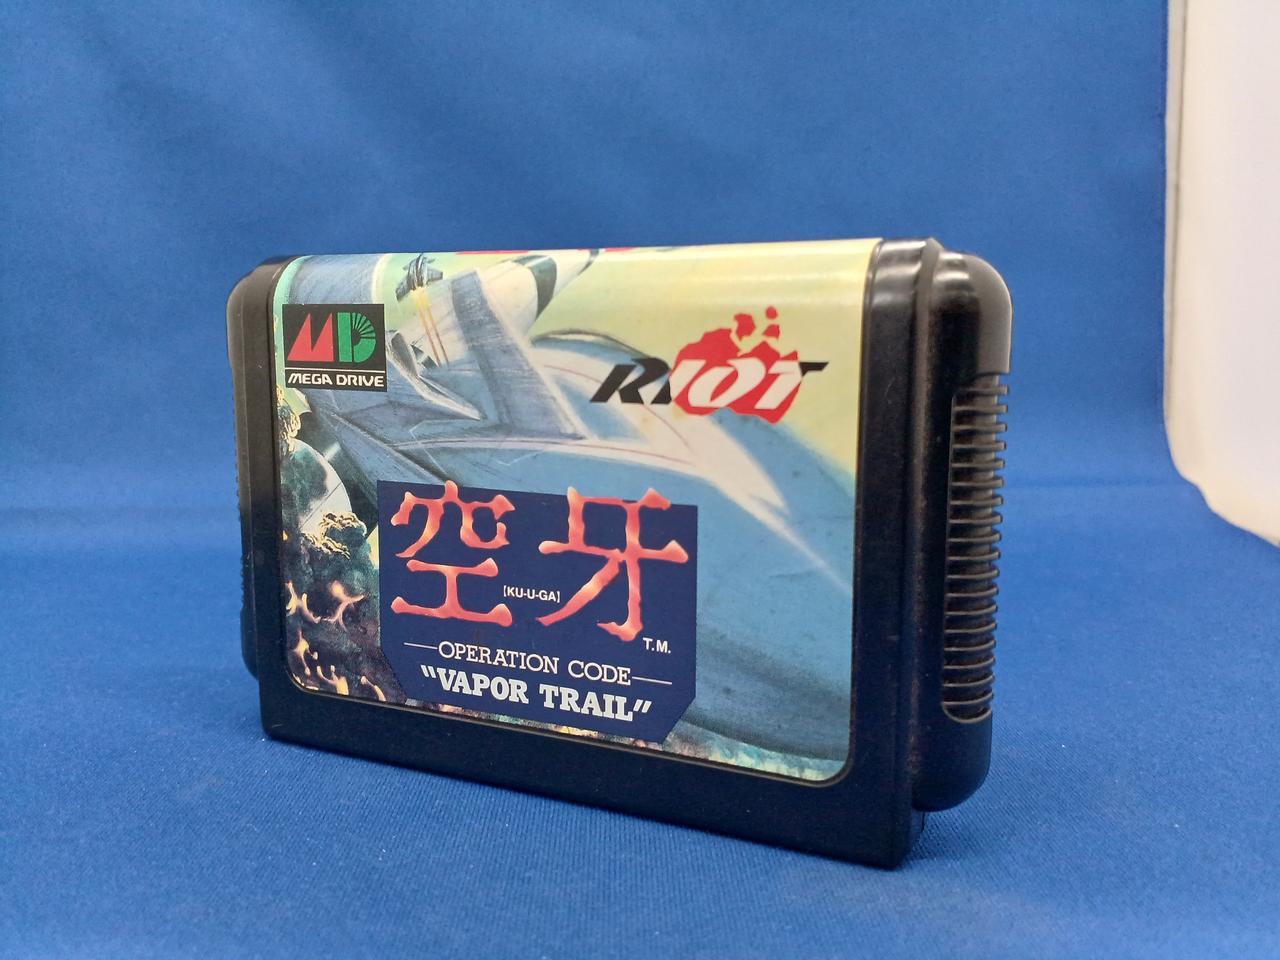 MD
MEGA DRIVE
RIOT
空牙
【KU-U-GA】
T.M.
OPERATION CODE
"VAPOR TRAIL"